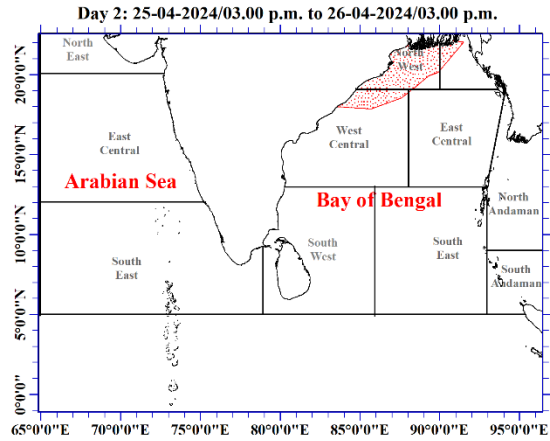 Day 2: 25-04-2024/03.00 p.m. to 26-04-2024/03.00 p.m.
North
East
North
West
20°0'0"N
East
Central
West
Central
East
Central
15°0'0"N
Arabian Sea
Bay of Bengal
North
Andaman
10°0'0"N
South
East
South
West
South
East
South
Andaman
5°0'0"N
0°0'0"
65°0'0"E 70°0'0"E 75°0'0"E 80°0'0"E 85°0'0"E 90°0'0"E 95°0'0"E